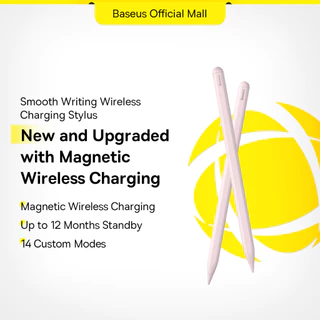 Baseus Official Mall
Smooth Writing Wireless
Charging Stylus
New and Upgraded
with Magnetic
Wireless Charging
Magnetic Wireless Charging
Up to 12 Months Standby
14 Custom Modes